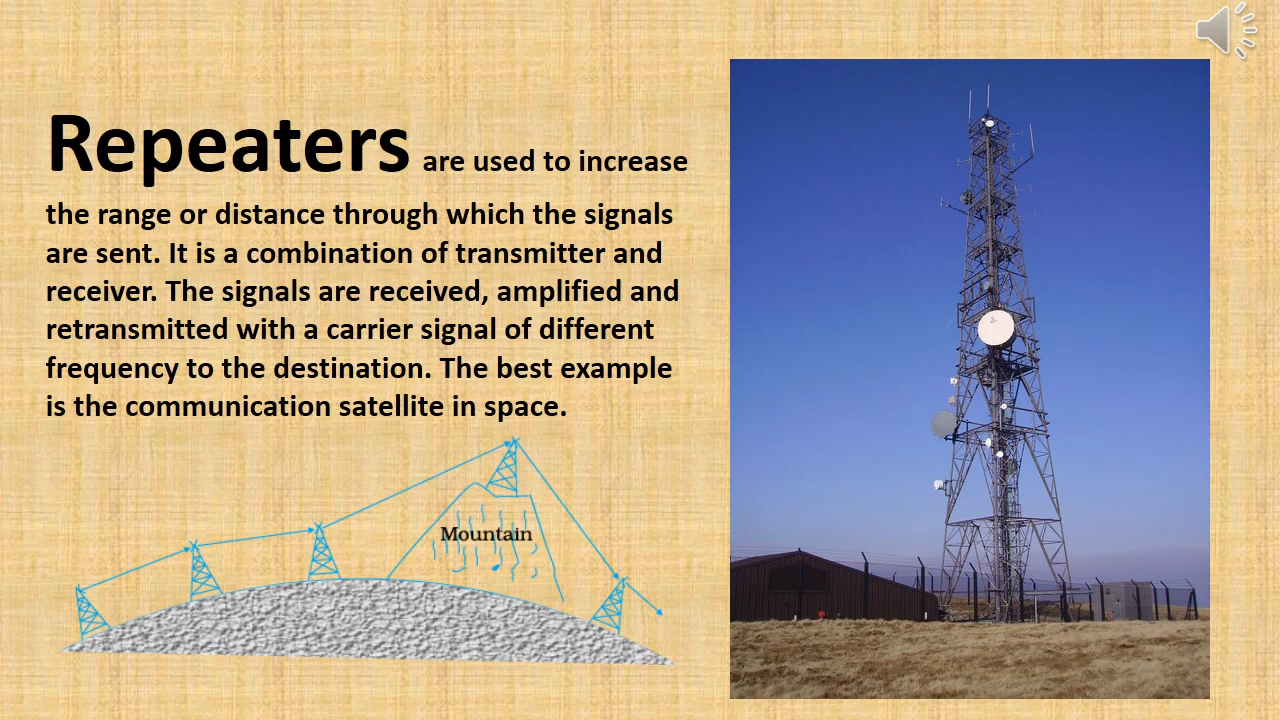 Repeaters are used to increase
the range or distance through which the signals
are sent. It is a combination of transmitter and
receiver. The signals are received, amplified and
retransmitted with a carrier signal of different
frequency to the destination. The best example
is the communication satellite in space.
Mountain